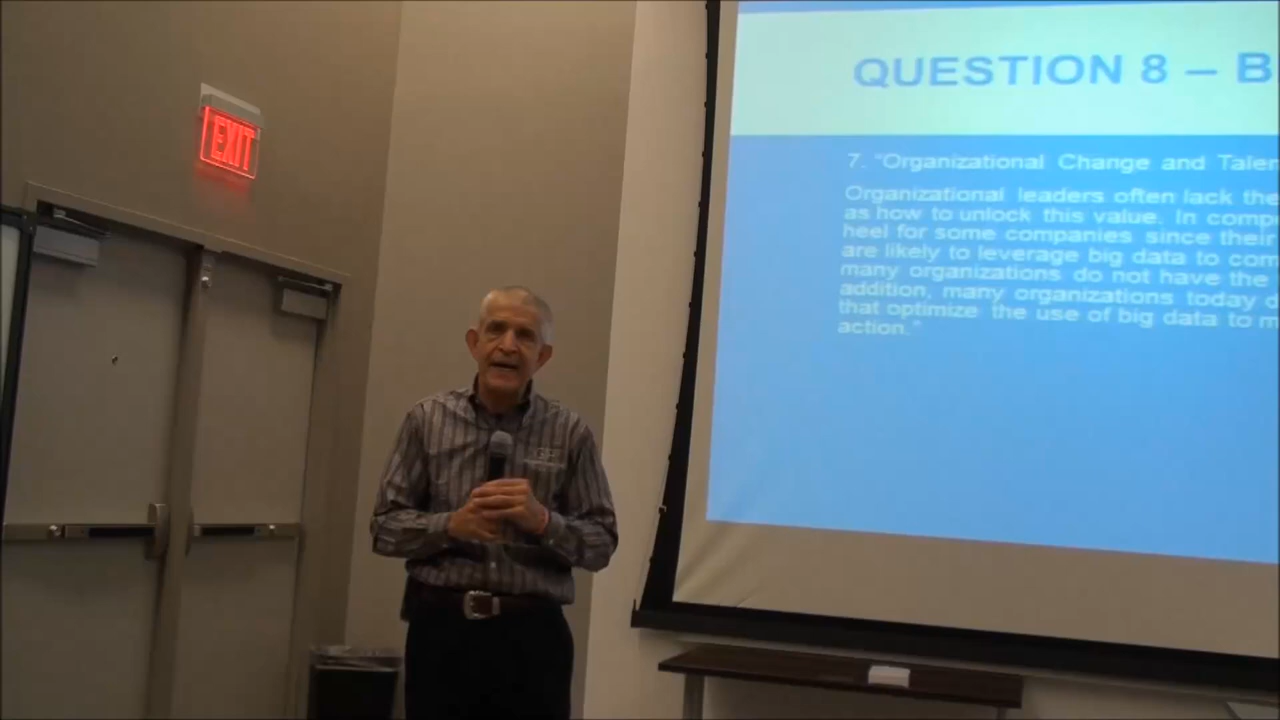 EXIT
QUESTION 8 – B
7. “Organizational Change and Talen
Organizational leaders often lack the
as how to unlock this value. In comp
heel for some companies since their
are likely to leverage big data to com
many organizations do not have the
addition, many organizations today d
that optimize the use of big data to m
action.”